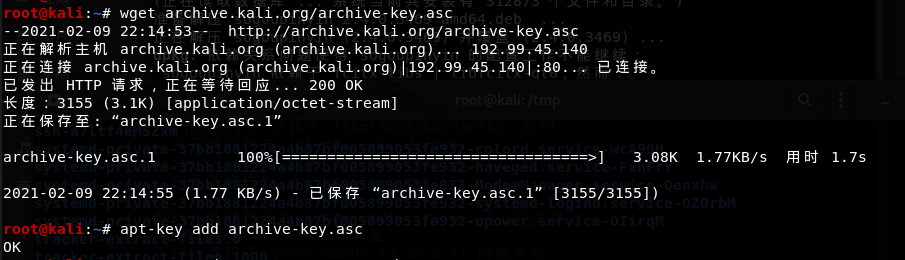 root@kali:~# wget archive.kali.org/archive-key.asc
--2021-02-09 22:14:53--  http://archive.kali.org/archive-key.asc
正在解析主机 archive.kali.org (archive.kali.org)... 192.99.45.140
正在连接 archive.kali.org (archive.kali.org)|192.99.45.140|:80... 已连接。
已发出 HTTP 请求，正在等待回应... 200 OK
长度：3155 (3.1K) [application/octet-stream]
正在保存至: “archive-key.asc.1”
root@kali: /tmp
archive-key.asc.1 100%[===================================>] 3.08K 1.77KB/s 用时 1.7s
2021-02-09 22:14:55 (1.77 KB/s) - 已保存 “archive-key.asc.1” [3155/3155])
root@kali:~# apt-key add archive-key.asc
OK